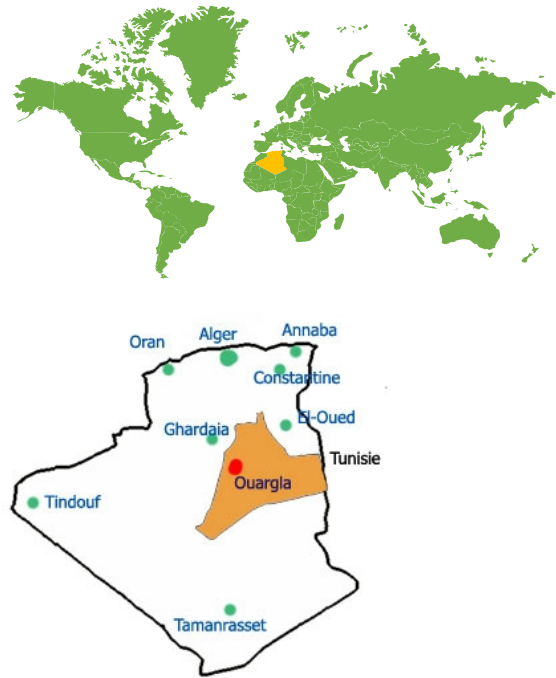 Annaba
Alger
Oran
Constantine
El-Oued
Ghardaia
Tunisie
Ouargla
Tindouf
Tamanrasset